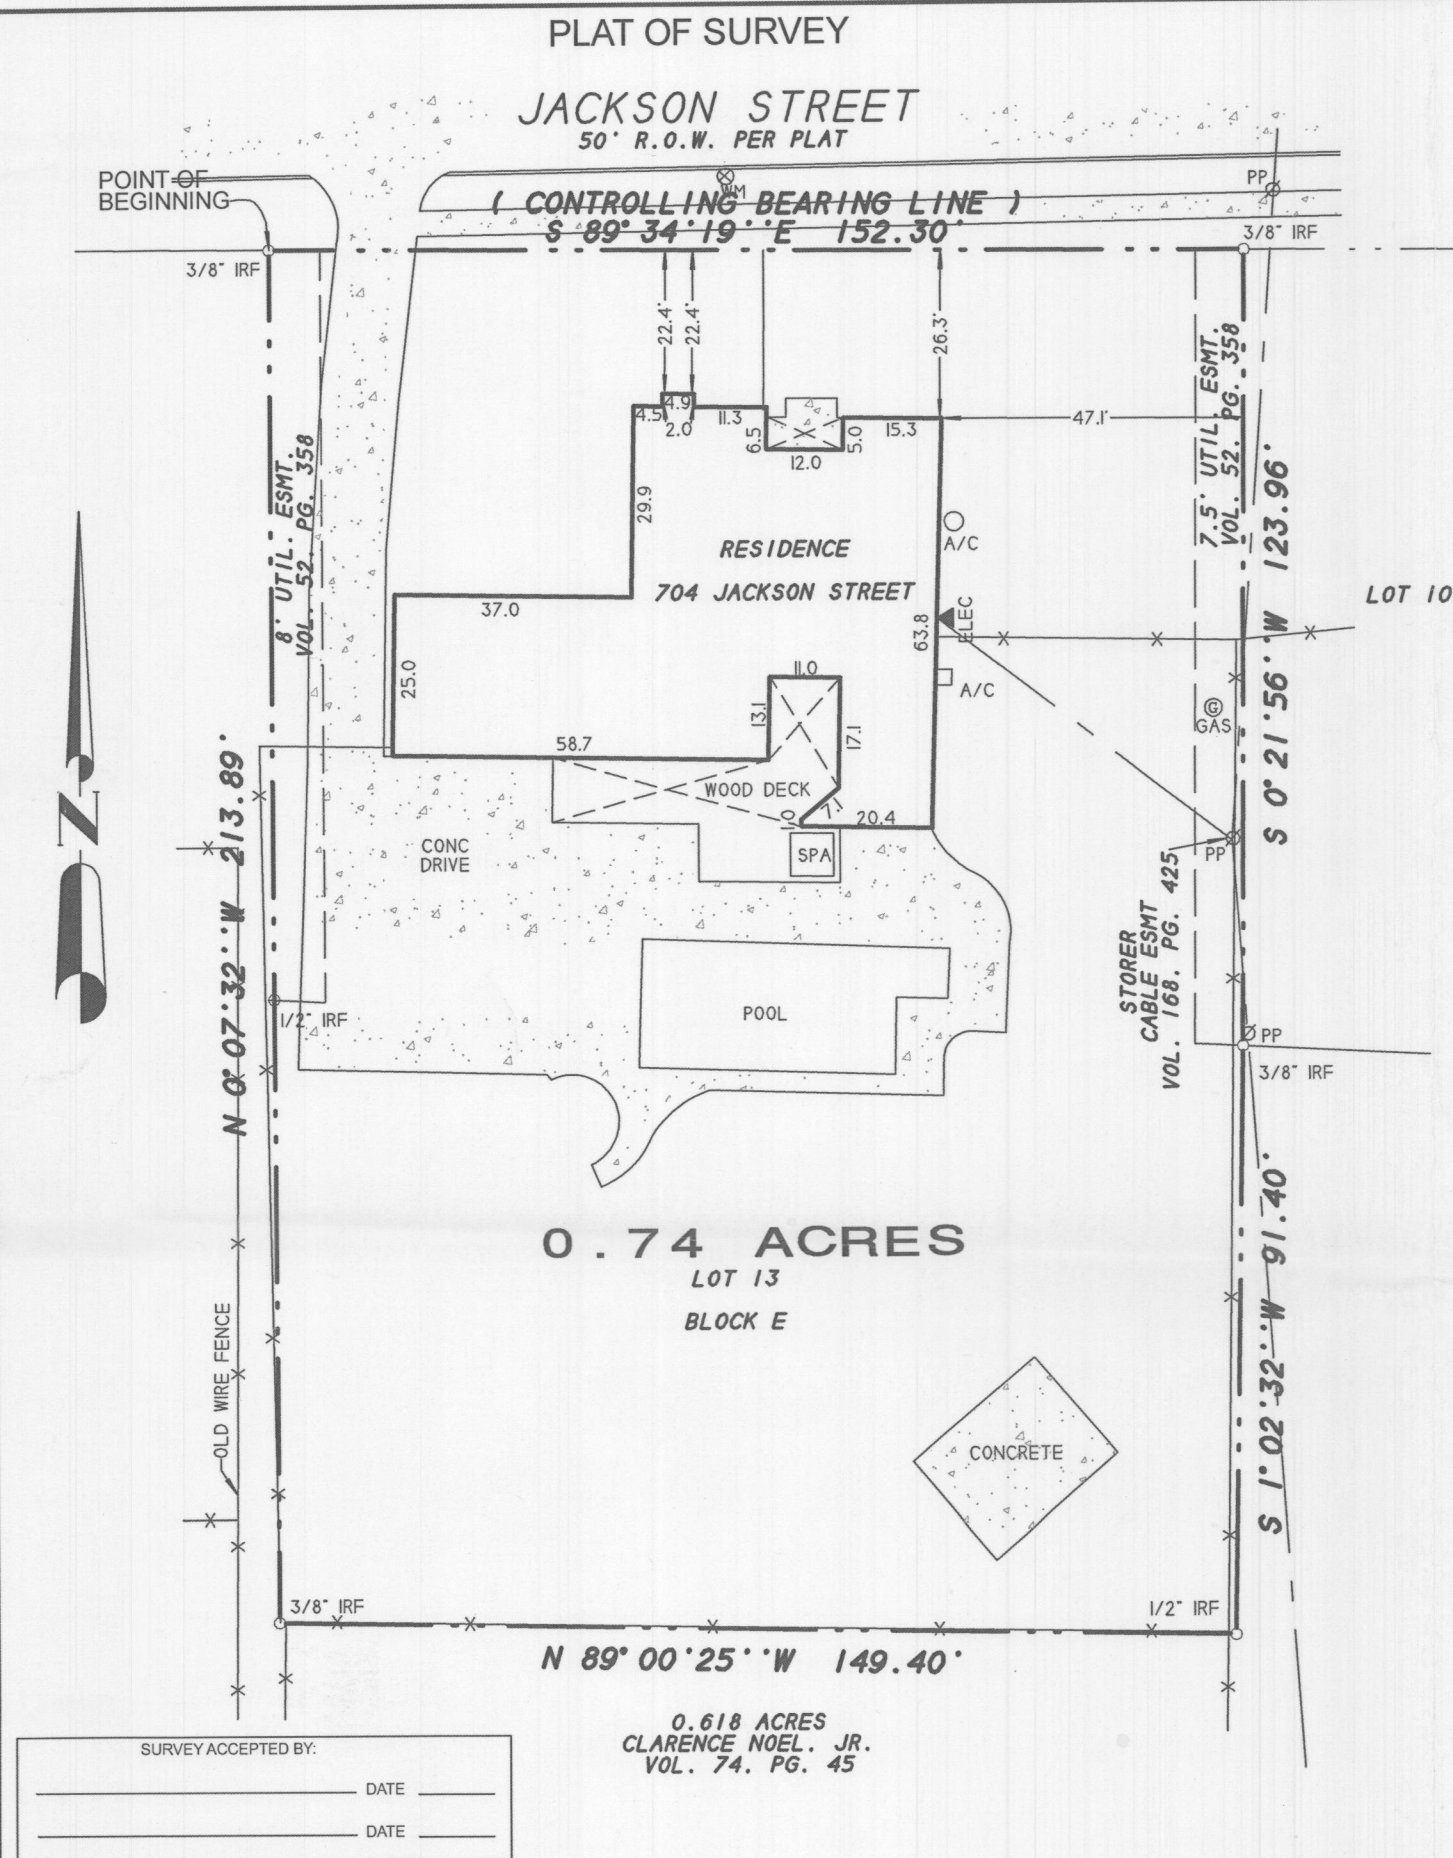 PLAT OF SURVEY
JACKSON STREET
50' R.O.W. PER PLAT
POINT OF
BEGINNING
WM
PP
( CONTROLLING BEARING LINE )
S 89°34'19''E 152.30'
3/8" IRF
3/8" IRF
22.4'
22.4'
26.3'
47.1'
4.5
4.9
2.0
11.3
6.5
12.0
5.0
15.3
8' UTIL. ESMT.
VOL. 52. PG. 358
7.5' UTIL. ESMT.
VOL. 52. PG. 358
29.9
RESIDENCE
704 JACKSON STREET
A/C
ELEC
63.8
A/C
37.0
25.0
LOT 10
S 0°21'56''W 123.96'
GAS
G
11.0
13.1
17.1
58.7
WOOD DECK
7.1
1.0
20.4
SPA
CONC
DRIVE
PP
N 0°07'32''W 213.89'
N
STORER
CABLE ESMT
VOL. 168. PG. 425
1/2" IRF
POOL
PP
3/8" IRF
0.74 ACRES
LOT 13
BLOCK E
OLD WIRE FENCE
CONCRETE
S 1°02'32''W 91.40'
3/8" IRF
1/2" IRF
N 89°00'25''W 149.40'
0.618 ACRES
CLARENCE NOEL. JR.
VOL. 74. PG. 45
SURVEY ACCEPTED BY:
DATE
DATE